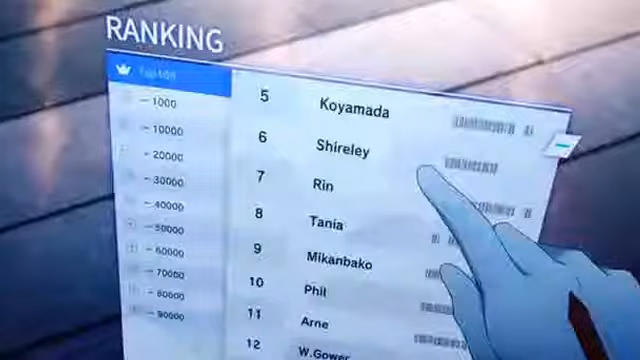 RANKING
Top100
~1000
~10000
~20000
~30000
~40000
~50000
~60000
~70000
~80000
~90000
5 Koyamada
6 Shireley
7 Rin
8 Tania
9 Mikanbako
10 Phil
11 Arne
12 W.Gower